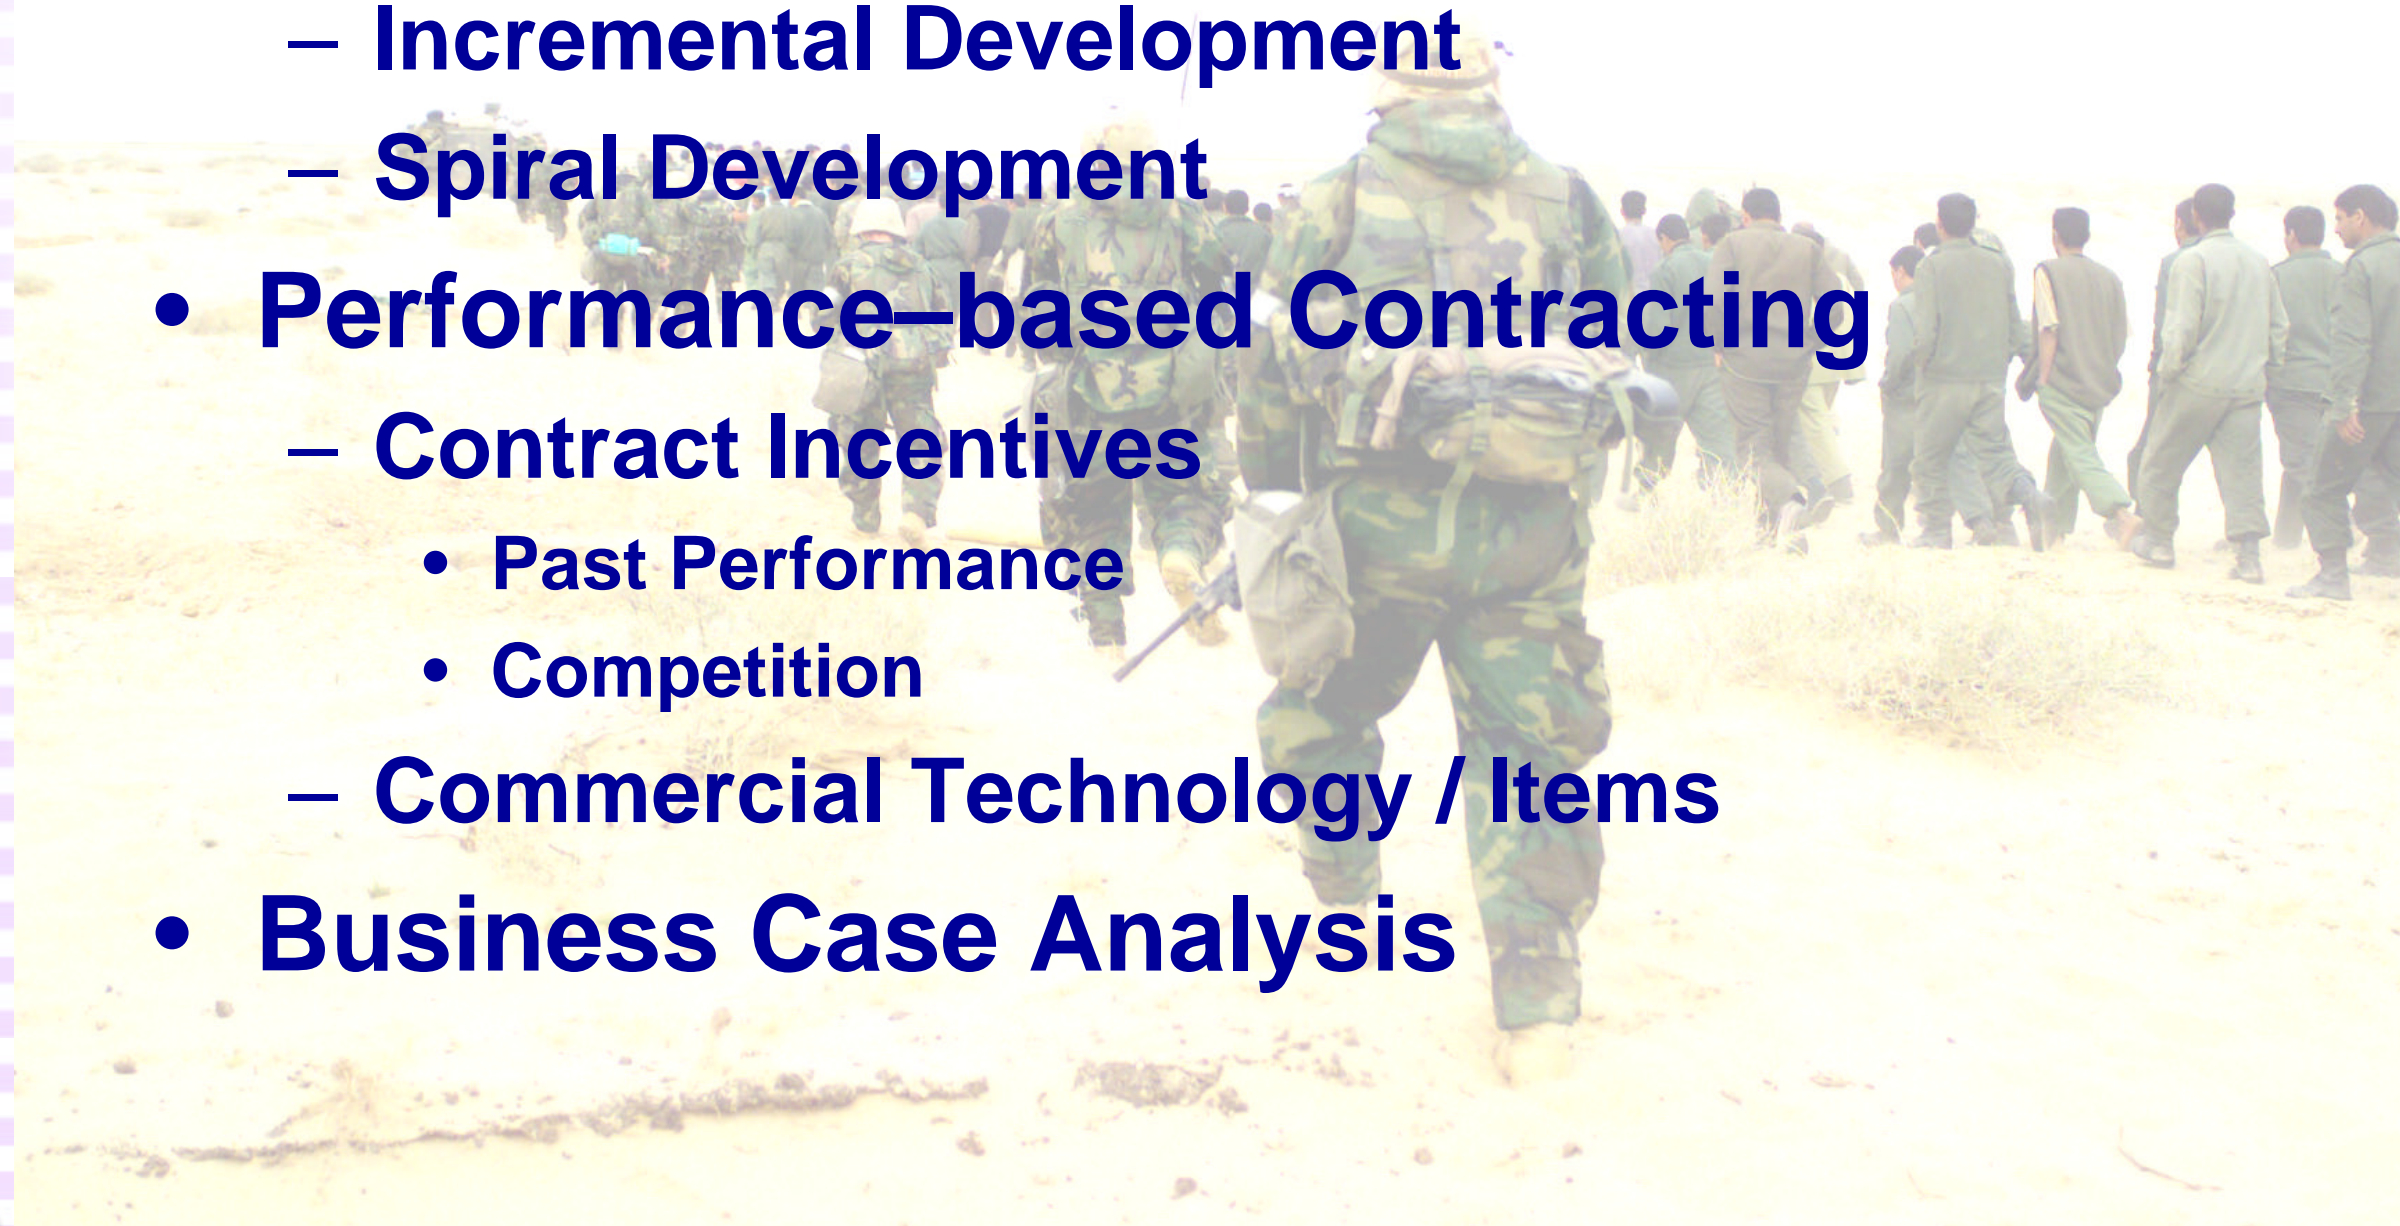 – Incremental Development
– Spiral Development
• Performance–based Contracting
– Contract Incentives
• Past Performance
• Competition
– Commercial Technology / Items
• Business Case Analysis